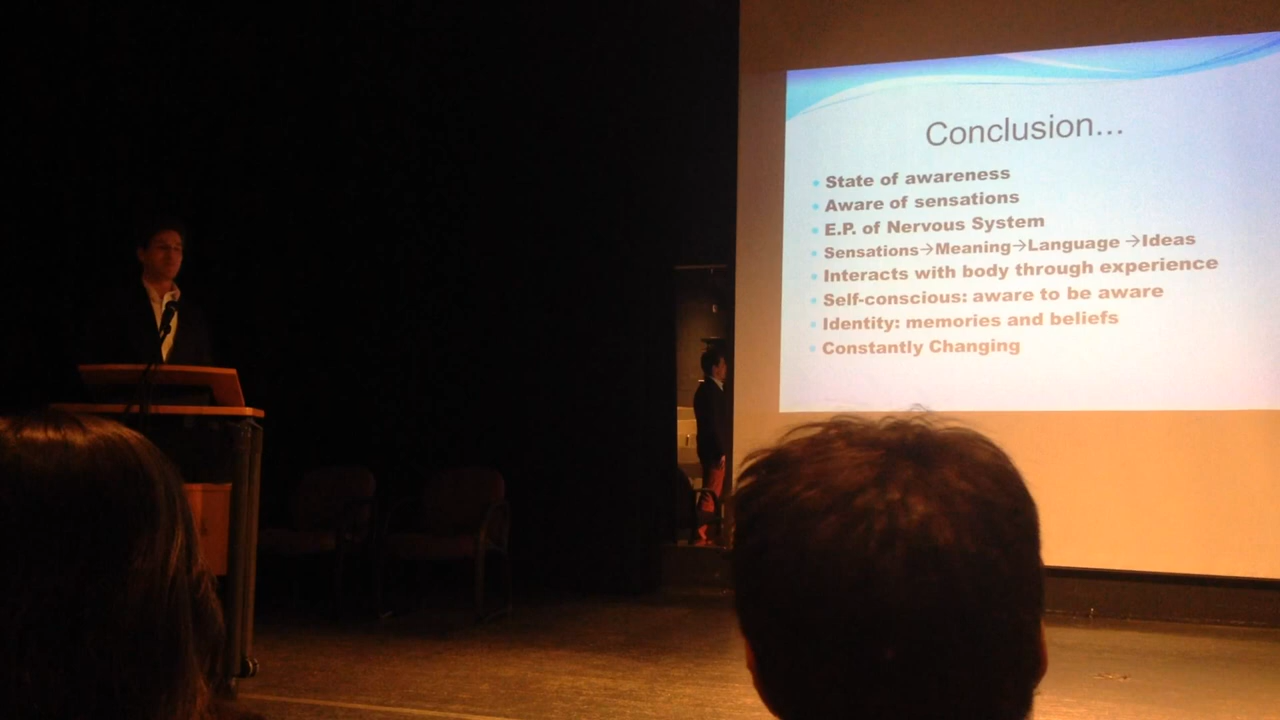 Conclusion...
• State of awareness
• Aware of sensations
• E.P. of Nervous System
• Sensations→Meaning→Language →Ideas
• Interacts with body through experience
• Self-conscious: aware to be aware
• Identity: memories and beliefs
• Constantly Changing